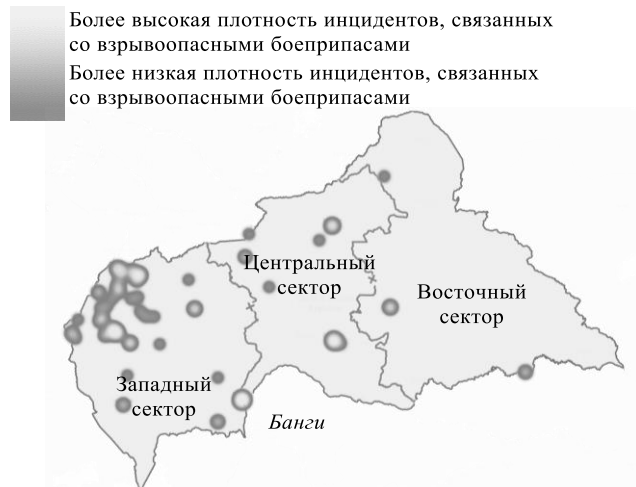 Более высокая плотность инцидентов, связанных
со взрывоопасными боеприпасами
Более низкая плотность инцидентов, связанных
со взрывоопасными боеприпасами
Центральный
сектор
Восточный
сектор
Западный
сектор
Банги